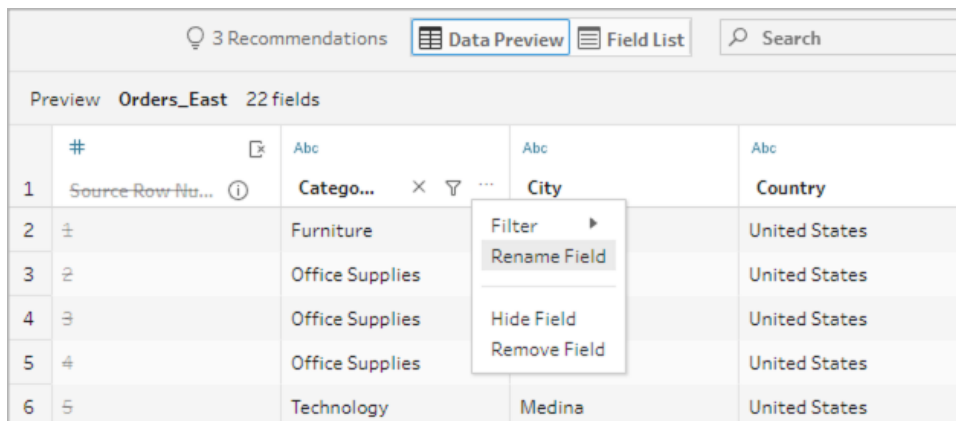 3 Recommendations Data Preview Field List Search
Preview Orders_East 22 fields
# Abc Abc Abc
1 Source Row Nu... Catego... City Country
2 1 Furniture United States
Filter
Rename Field
3 2 Office Supplies United States
4 3 Office Supplies United States
Hide Field
Remove Field
5 4 Office Supplies United States
6 5 Technology Medina United States